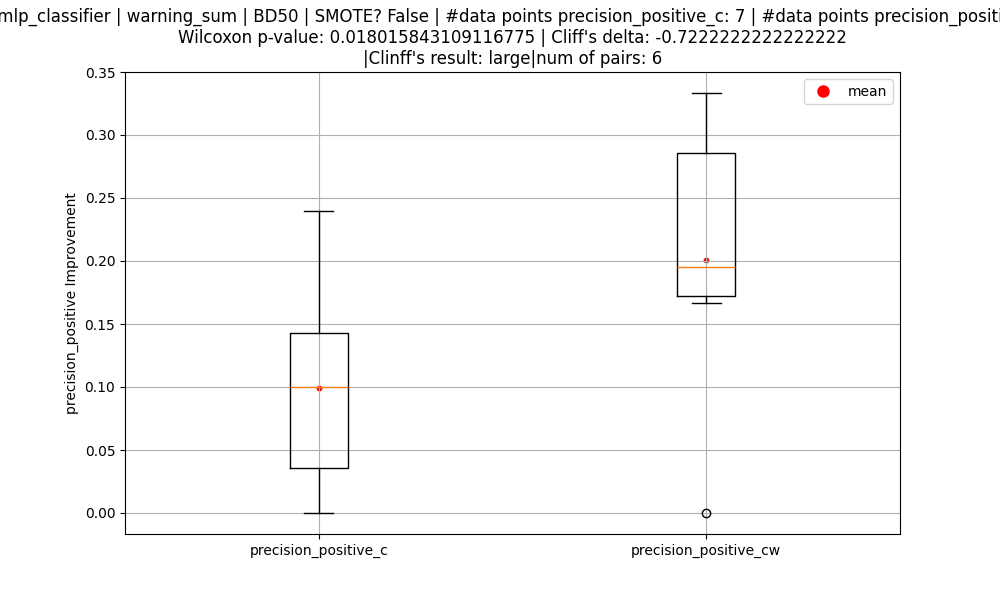 mlp_classifier | warning_sum | BD50 | SMOTE? False | #data points precision_positive_c: 7 | #data points
Wilcoxon p-value: 0.018015843109116775 | Cliff's delta: -0.7222222222222222
|Clinff's result: large|num of pairs: 6
mean
0.35
0.30
0.25
0.20
0.15
0.10
0.05
0.00
precision_positive Improvement
precision_positive_c
precision_positive_cw